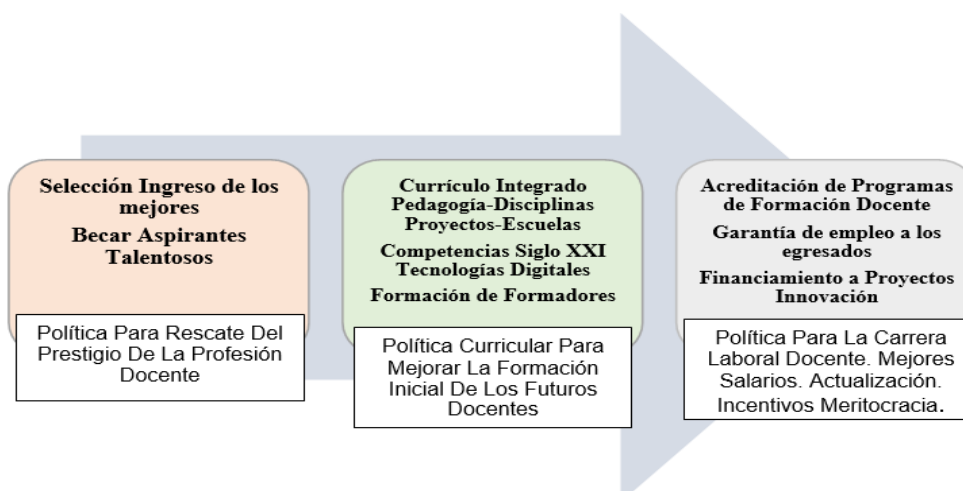 Selección Ingreso de los
mejores
Becar Aspirantes
Talentosos
Política Para Rescate Del
Prestigio De La Profesión
Docente
Currículo Integrado
Pedagogía-Disciplinas
Proyectos-Escuelas
Competencias Siglo XXI
Tecnologías Digitales
Formación de Formadores
Política Curricular Para
Mejorar La Formación
Inicial De Los Futuros
Docentes
Acreditación de Programas
de Formación Docente
Garantía de empleo a los
egresados
Financiamiento a Proyectos
Innovación
Política Para La Carrera
Laboral Docente. Mejores
Salarios. Actualización.
Incentivos Meritocracia.